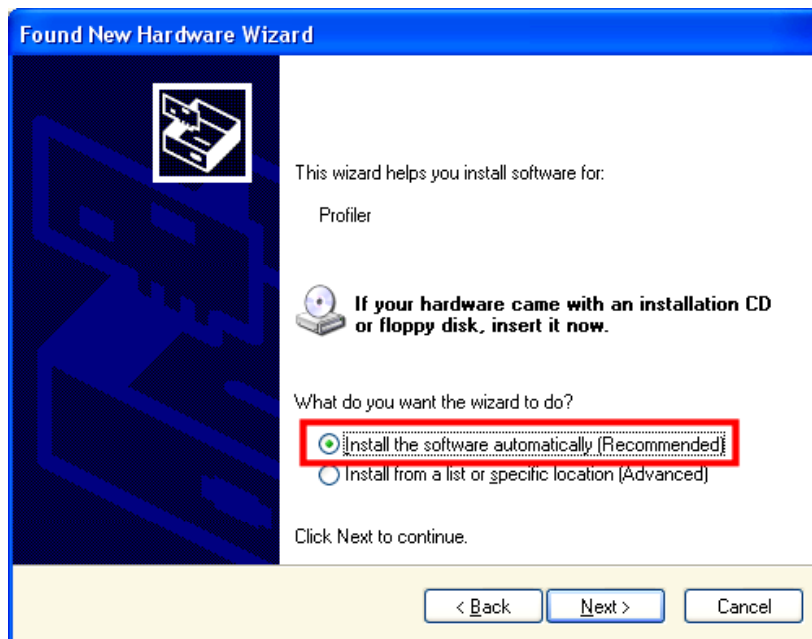 Found New Hardware Wizard
This wizard helps you install software for:
Profiler
If your hardware came with an installation CD
or floppy disk, insert it now.
What do you want the wizard to do?
Install the software automatically (Recommended)
Install from a list or specific location (Advanced)
Click Next to continue.
< Back Next > Cancel